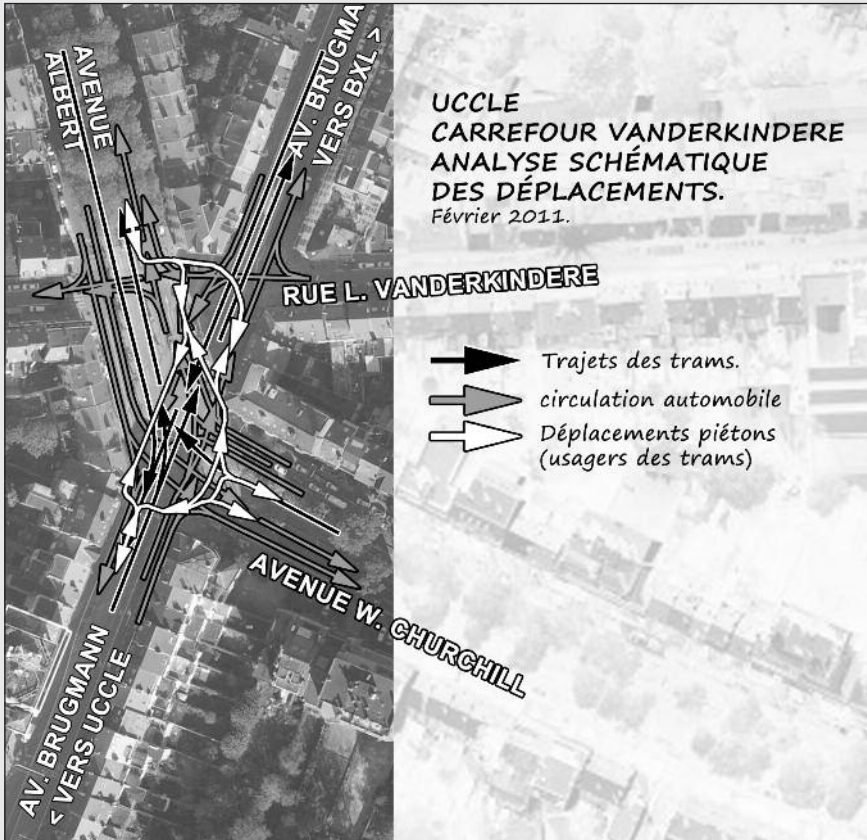 AVENUE
ALBERT
AV. BRUGMA
VERS BXL >
UCCLE
CARREFOUR VANDERKINDERE
ANALYSE SCHÉMATIQUE
DES DÉPLACEMENTS.
Février 2011.
RUE L. VANDERKINDERE
Trajets des trams.
circulation automobile
Déplacements piétons
(usagers des trams)
AVENUE W. CHURCHILL
AV. BRUGMANN
< VERS UCCLE